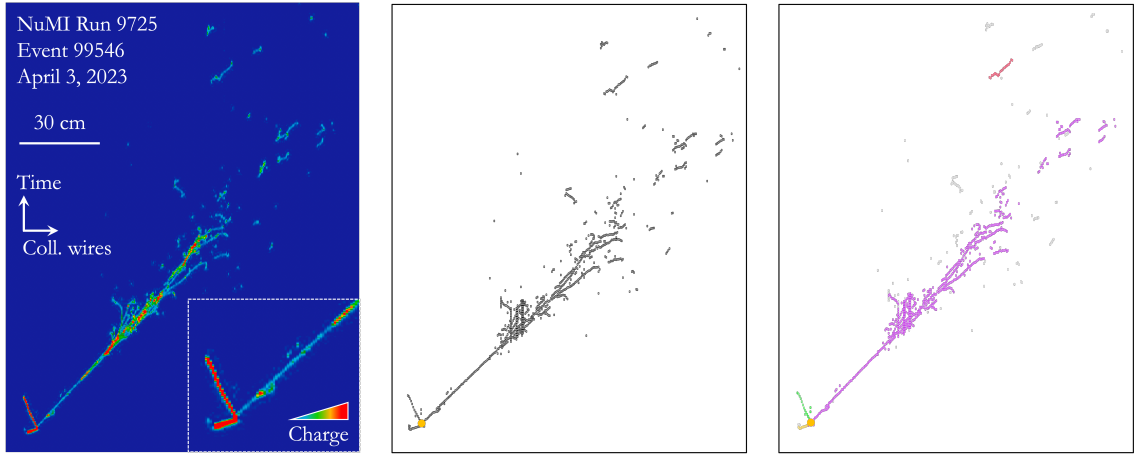 NuMI Run 9725
Event 99546
April 3, 2023
30 cm
Time
Coll. wires
Charge